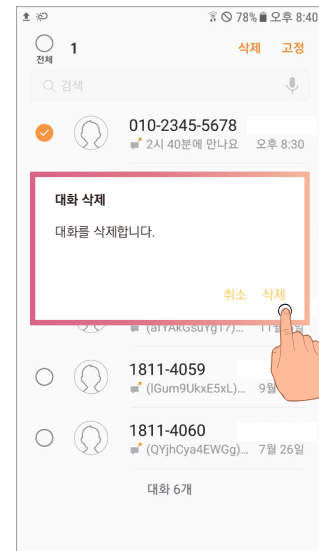 78% 오후 8:40
전체
1
삭제 고정
검색
010-2345-5678
2시 40분에 만나요 오후 8:30
대화 삭제
대화를 삭제합니다.
취소 삭제
1811-4059
(IGum9UkxE5xL)... 9월
1811-4060
(QYjhCya4EWGg)... 7월 26일
대화 6개